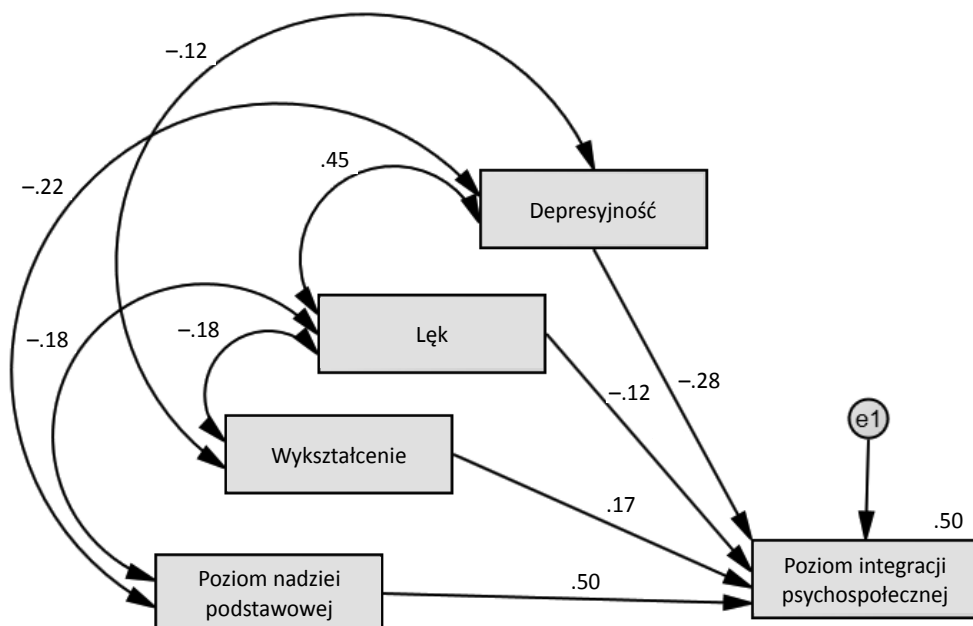 –.12
.45
–.22
Depresyjność
Lęk
–.18
–.18
–.12
–.28
e1
Wykształcenie
.17
.50
Poziom nadziei
podstawowej
.50
Poziom integracji
psychospołecznej